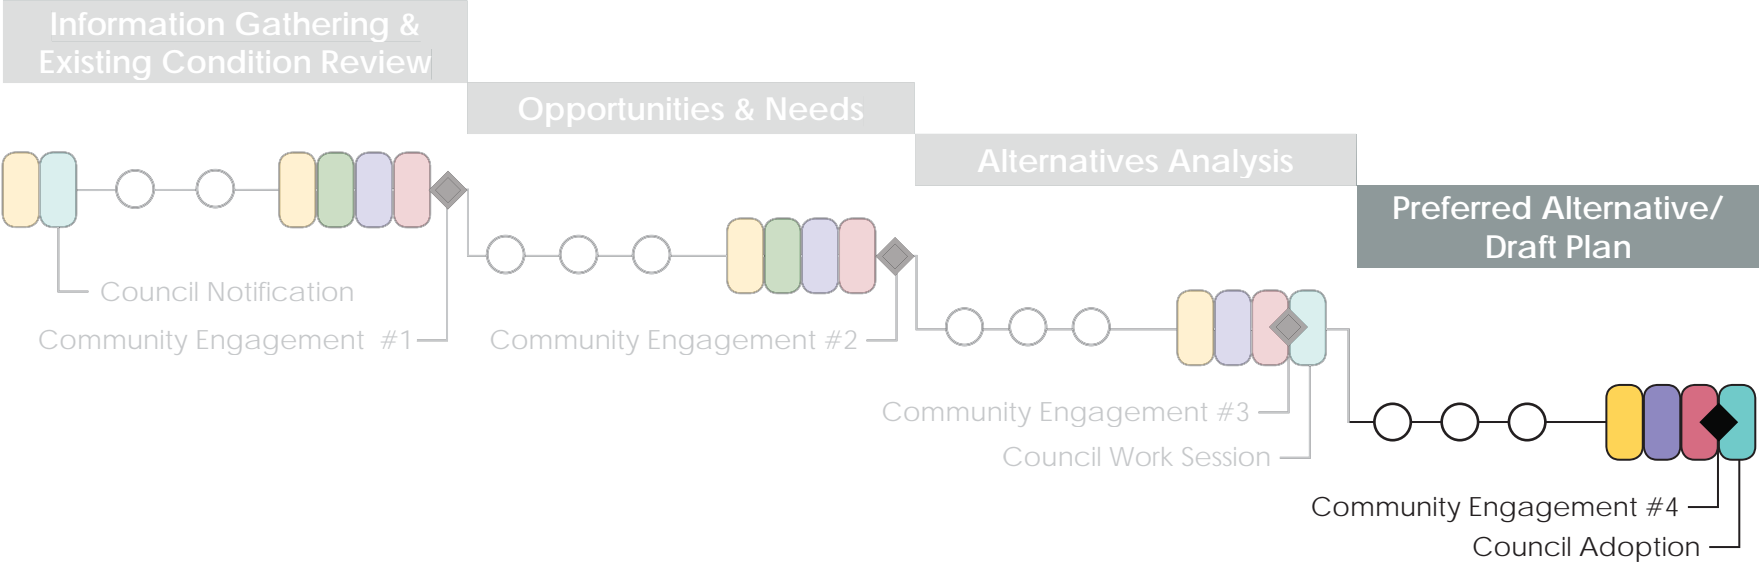 Information Gathering &
Existing Condition Review
Opportunities & Needs
Alternatives Analysis
Preferred Alternative/
Draft Plan
Council Notification
Community Engagement #1
Community Engagement #2
Community Engagement #3
Council Work Session
Community Engagement #4
Council Adoption